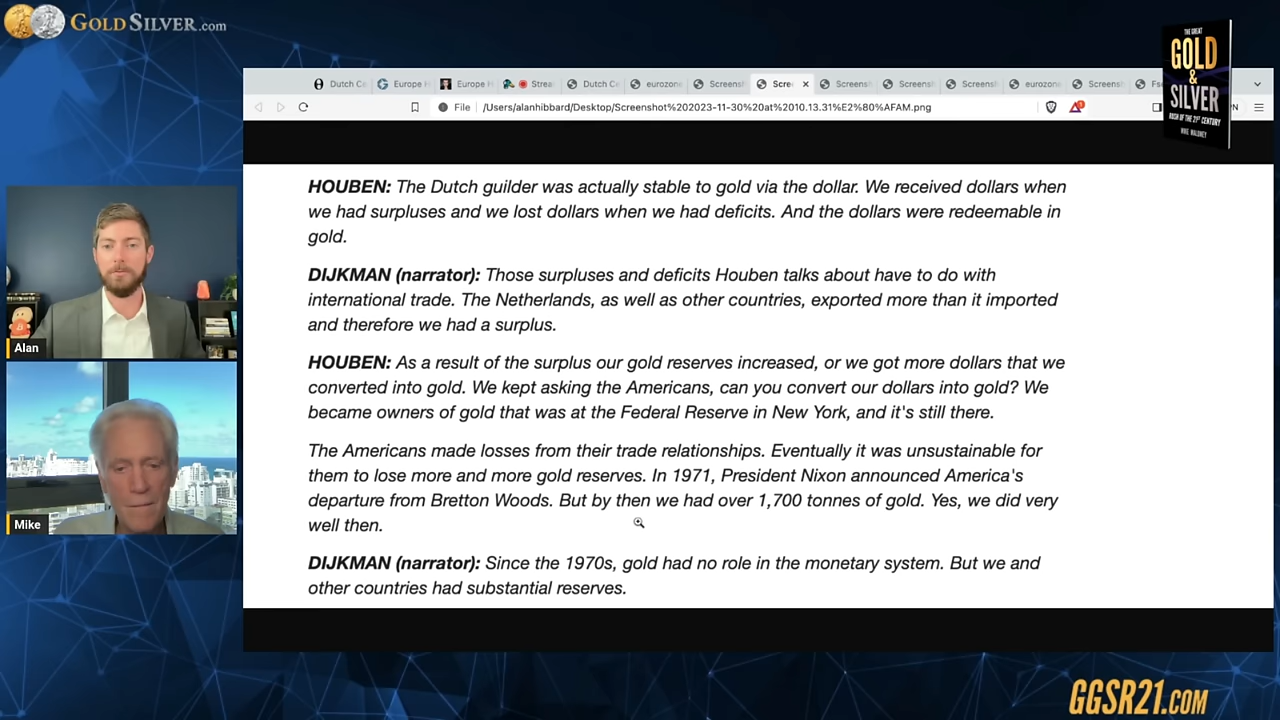 GOLDSILVER.com
Dutch Ce
Europe H
Europe H
Strea
Dutch Ce
eurozone
Screensh
Scree
Screensh
Screensh
Screensh
eurozone
Screensh
File /Users/alanhibbard/Desktop/Screenshot%202023-11-30%20at%2010.13.31%E2%80%AFAM.png
THE GREAT
GOLD
&
SILVER
RUSH OF THE 21ST CENTURY
MIKE MALONEY
HOUBEN: The Dutch guilder was actually stable to gold via the dollar. We received dollars when
we had surpluses and we lost dollars when we had deficits. And the dollars were redeemable in
gold.
DIJKMAN (narrator): Those surpluses and deficits Houben talks about have to do with
international trade. The Netherlands, as well as other countries, exported more than it imported
and therefore we had a surplus.
HOUBEN: As a result of the surplus our gold reserves increased, or we got more dollars that we
converted into gold. We kept asking the Americans, can you convert our dollars into gold? We
became owners of gold that was at the Federal Reserve in New York, and it's still there.
The Americans made losses from their trade relationships. Eventually it was unsustainable for
them to lose more and more gold reserves. In 1971, President Nixon announced America's
departure from Bretton Woods. But by then we had over 1,700 tonnes of gold. Yes, we did very
well then.
DIJKMAN (narrator): Since the 1970s, gold had no role in the monetary system. But we and
other countries had substantial reserves.
Alan
Mike
GGSR21.COM